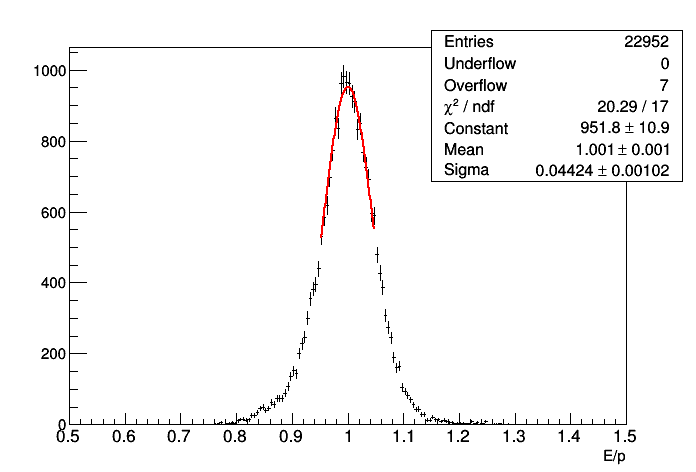 Entries 22952
Underflow 0
Overflow 7
χ² / ndf 20.29 / 17
Constant 951.8 ± 10.9
Mean 1.001 ± 0.001
Sigma 0.04424 ± 0.00102
1000
800
600
400
200
0
0.5 0.6 0.7 0.8 0.9 1 1.1 1.2 1.3 1.4 1.5
E/p